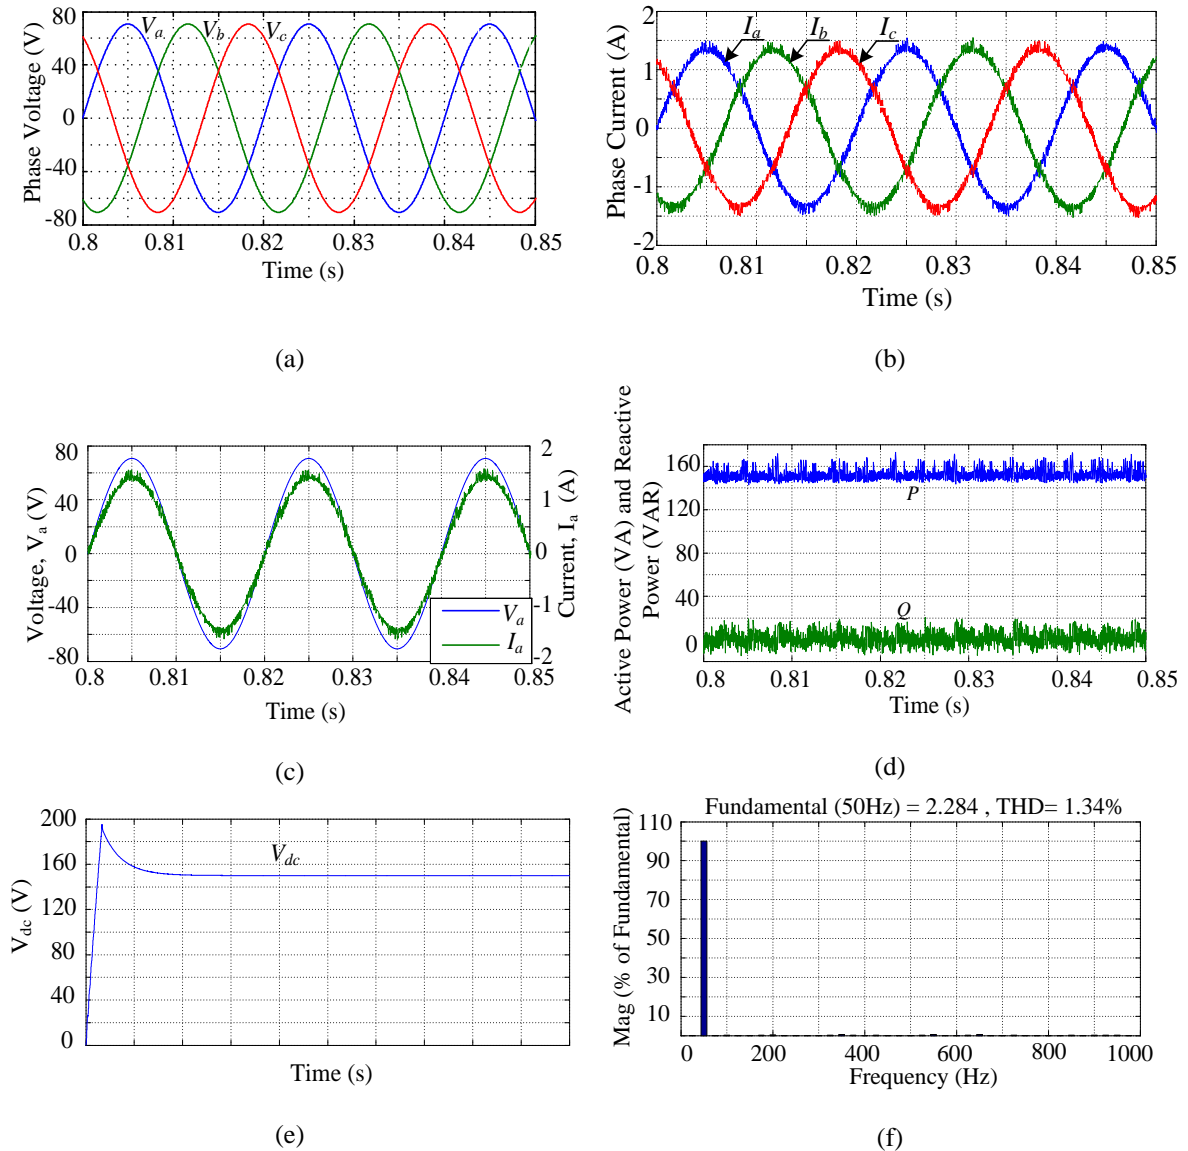 80
40
0
-40
-80
Phase Voltage (V)
Va
Vb
Vc
0.8 0.81 0.82 0.83 0.84 0.85
Time (s)
(a)
2
1
0
-1
-2
Phase Current (A)
Ia
Ib
Ic
0.8 0.81 0.82 0.83 0.84 0.85
Time (s)
(b)
80
40
0
-40
-80
Voltage, Va (V)
2
1
0
-1
-2
Current, Ia (A)
Va
Ia
0.8 0.81 0.82 0.83 0.84 0.85
Time (s)
(c)
Active Power (VA) and Reactive
Power (VAR)
160
120
80
40
0
P
Q
0.8 0.81 0.82 0.83 0.84 0.85
Time (s)
(d)
200
160
120
80
40
0
Vdc (V)
Vdc
Time (s)
(e)
Fundamental (50Hz) = 2.284 , THD= 1.34%
110
90
70
50
30
10
Mag (% of Fundamental)
0 200 400 600 800 1000
Frequency (Hz)
(f)